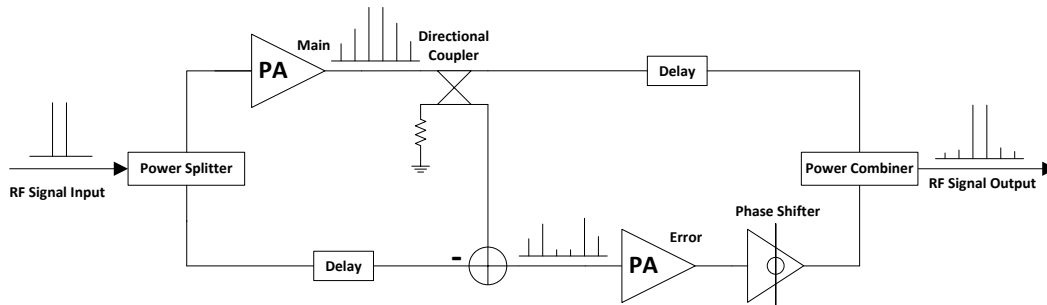 Main
Directional
Coupler
PA
Delay
Power Splitter
RF Signal Input
Power Combiner
RF Signal Output
Phase Shifter
Delay
-
PA
Error